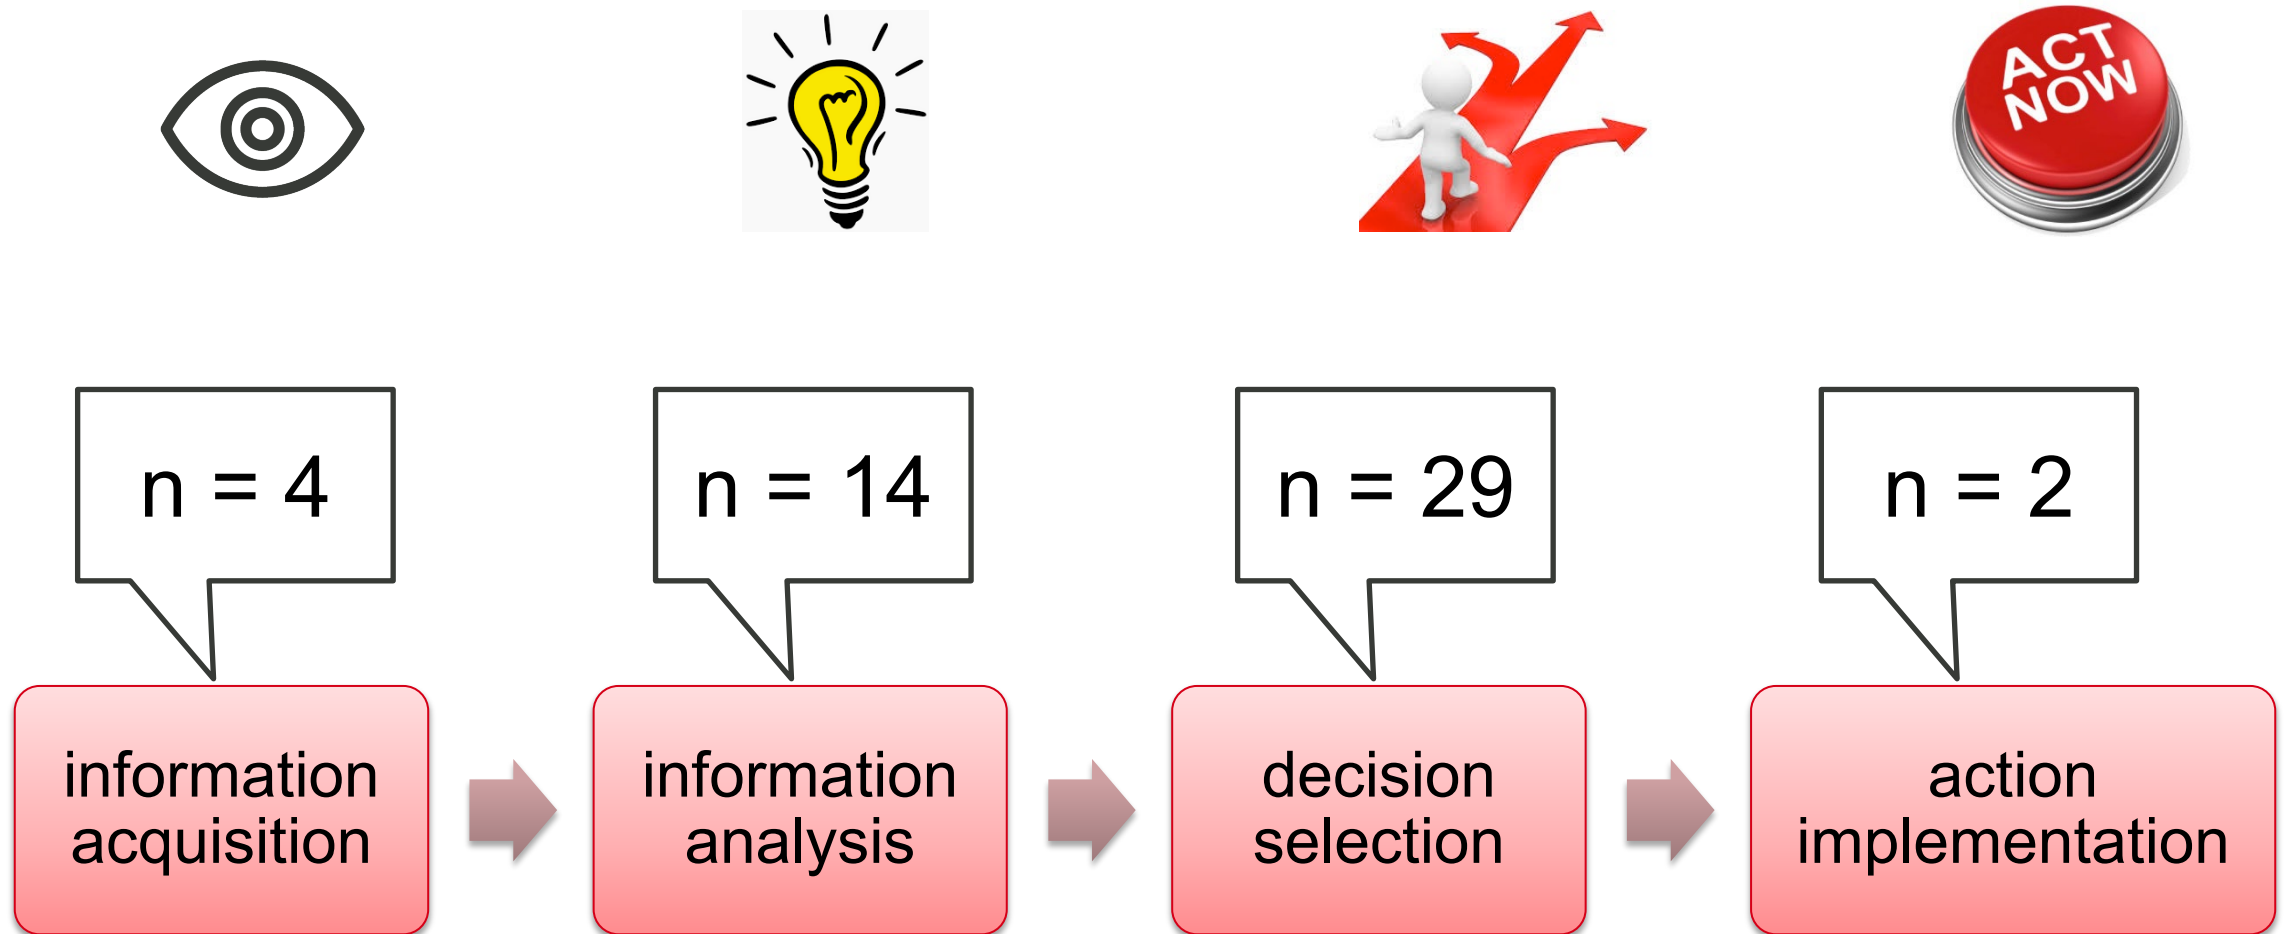 ACT
NOW
n = 4
n = 14
n = 29
n = 2
information
acquisition
information
analysis
decision
selection
action
implementation